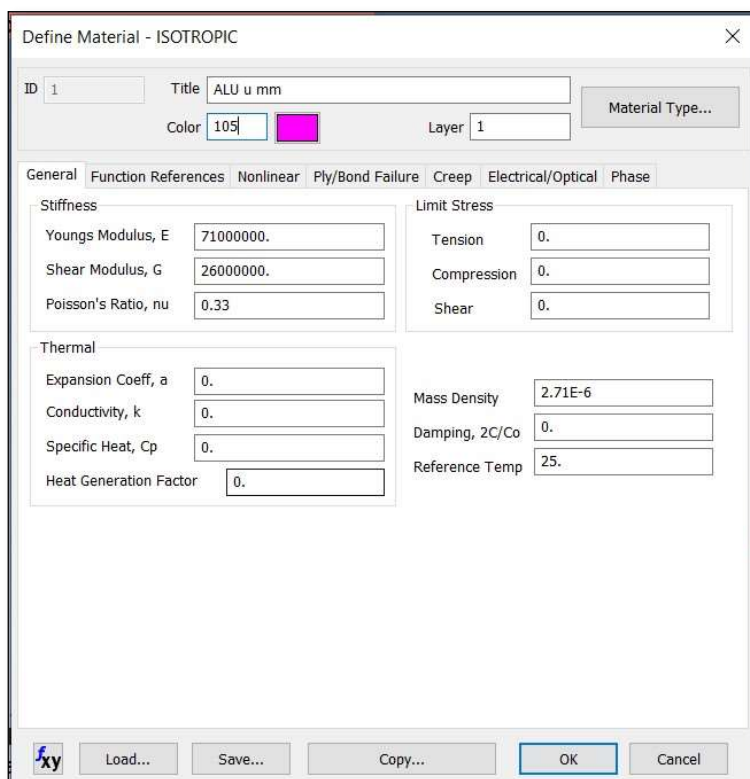 Define Material - ISOTROPIC
ID 1 Title ALU u mm
Color 105 Layer 1 Material Type...
General Function References Nonlinear Ply/Bond Failure Creep Electrical/Optical Phase
Stiffness
Youngs Modulus, E 71000000.
Shear Modulus, G 26000000.
Poisson's Ratio, nu 0.33
Limit Stress
Tension 0.
Compression 0.
Shear 0.
Thermal
Expansion Coeff, a 0.
Conductivity, k 0.
Specific Heat, Cp 0.
Heat Generation Factor 0.
Mass Density 2.71E-6
Damping, 2C/Co 0.
Reference Temp 25.
fxy Load... Save... Copy... OK Cancel